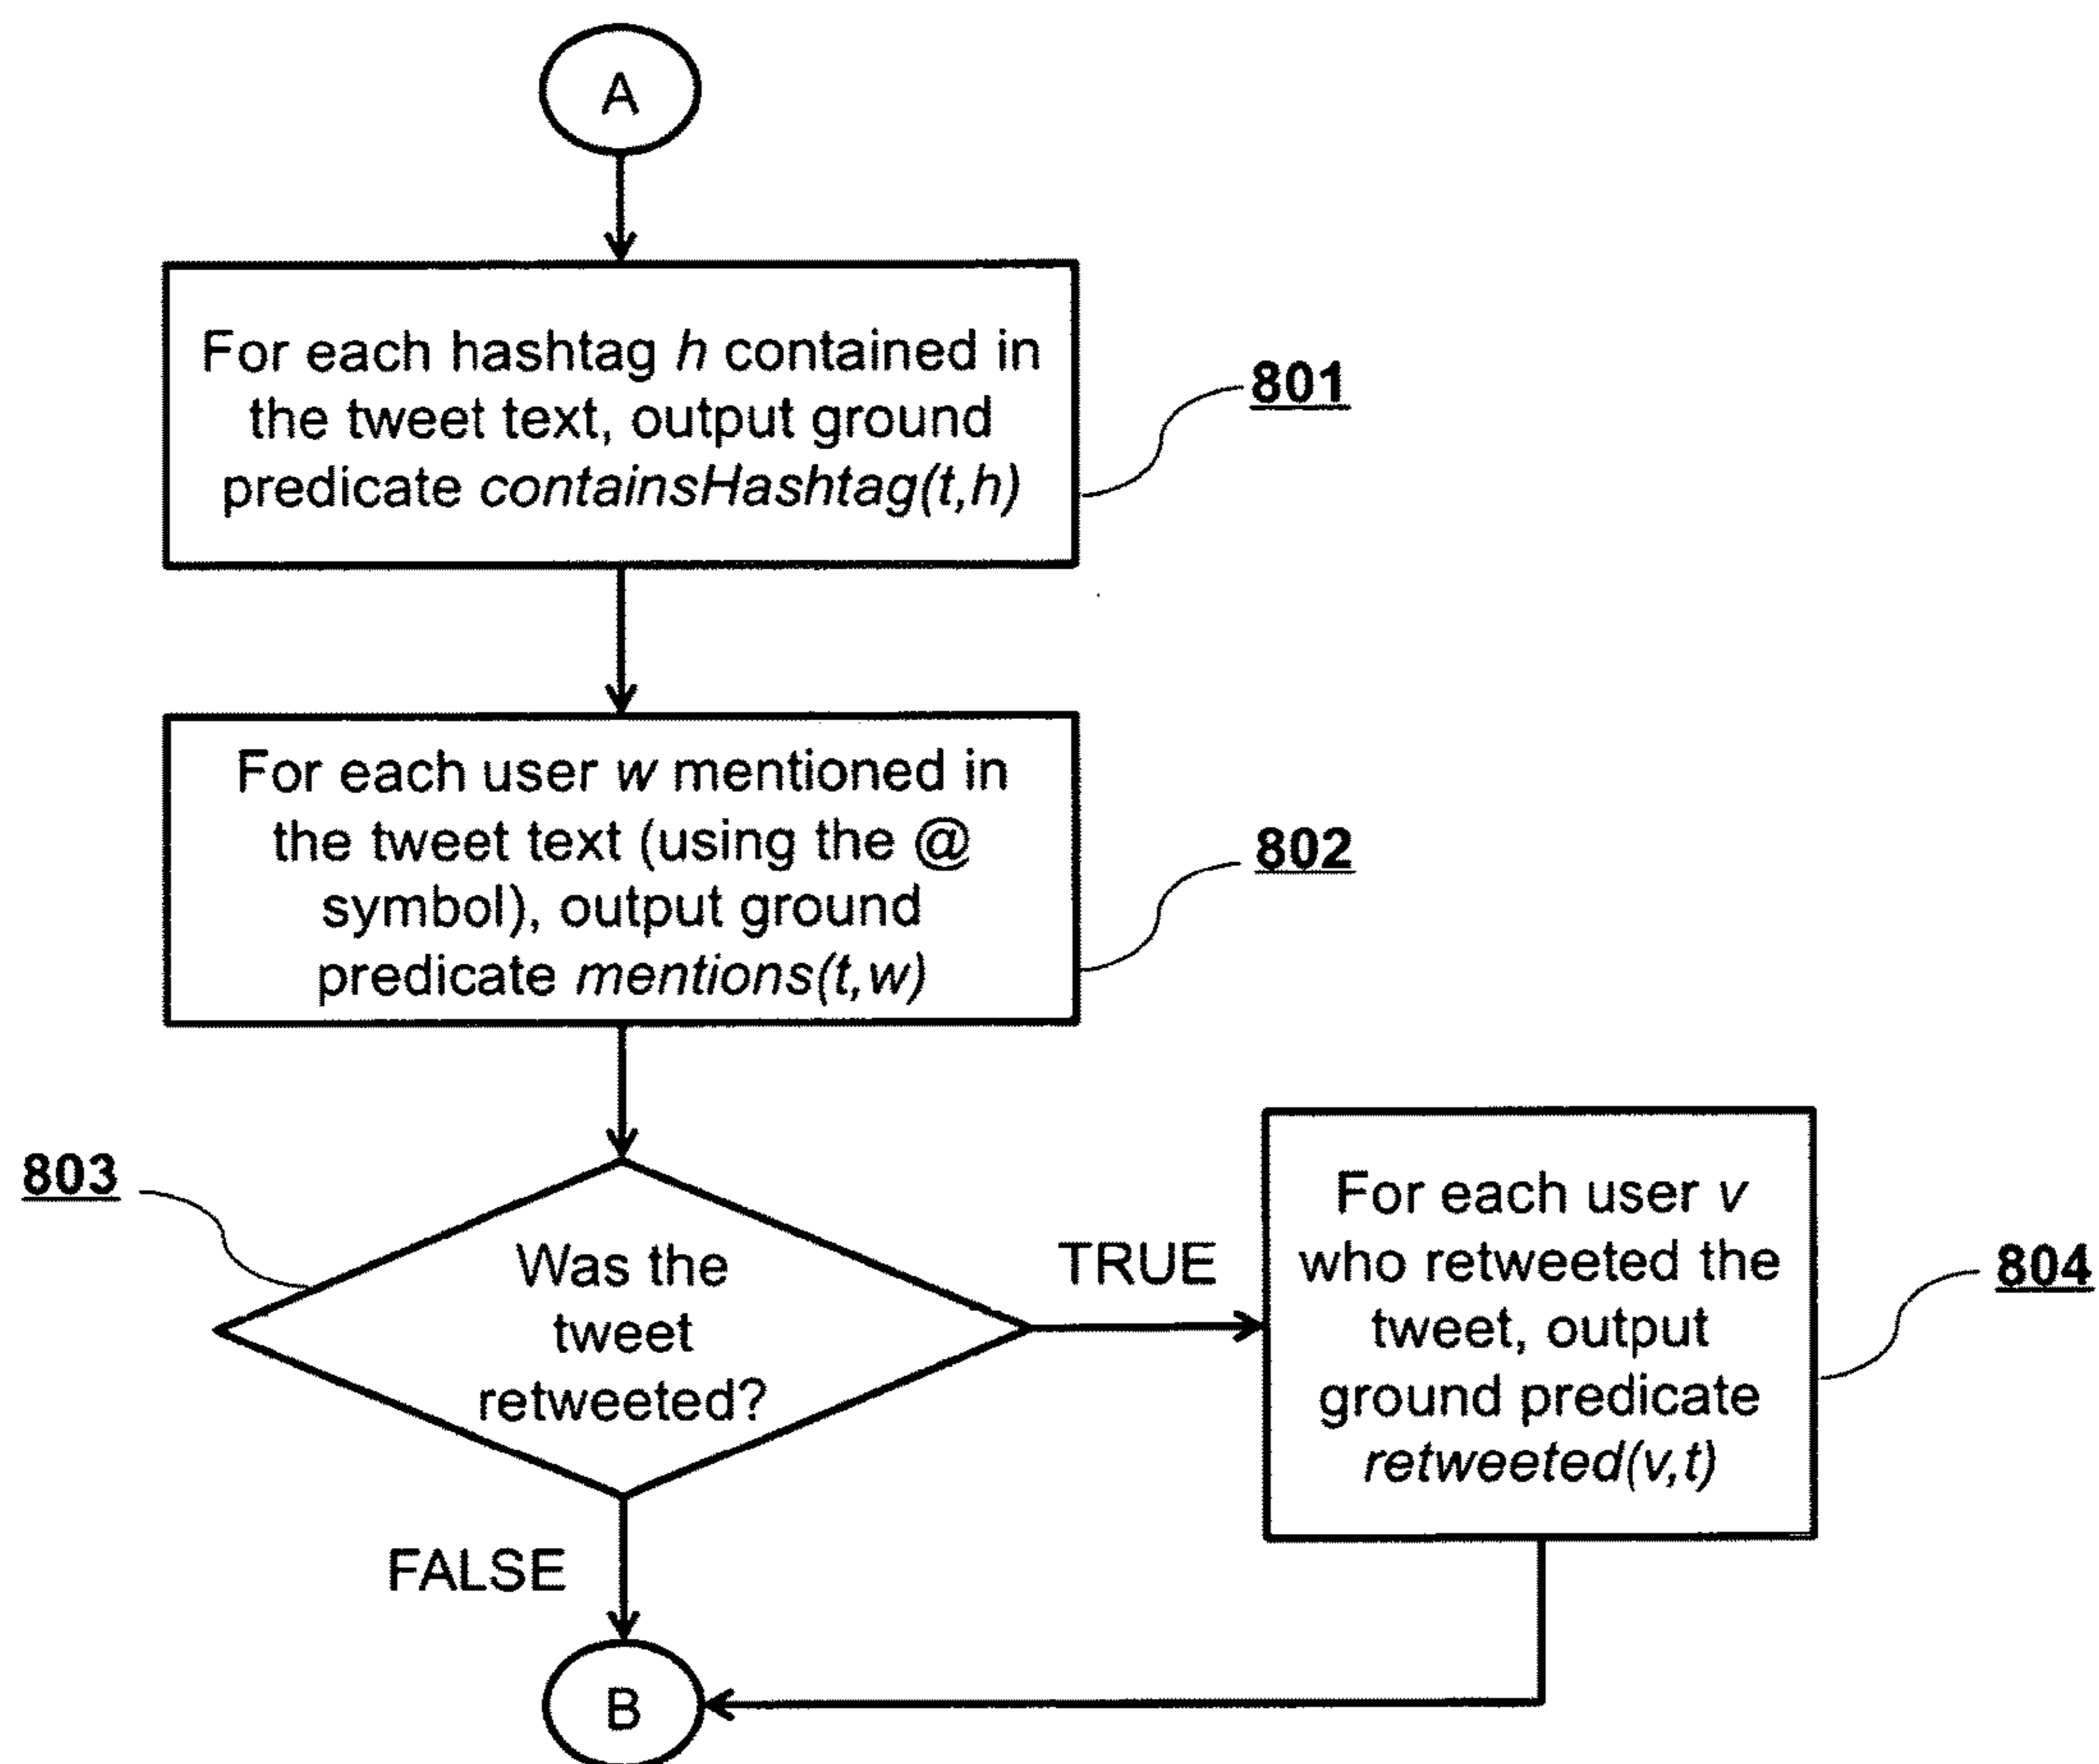 A
For each hashtag h contained in
the tweet text, output ground
predicate containsHashtag(t,h)
801
For each user w mentioned in
the tweet text (using the @
symbol), output ground
predicate mentions(t,w)
802
803
Was the
tweet
retweeted?
TRUE
For each user v
who retweeted the
tweet, output
ground predicate
retweeted(v,t)
804
FALSE
B